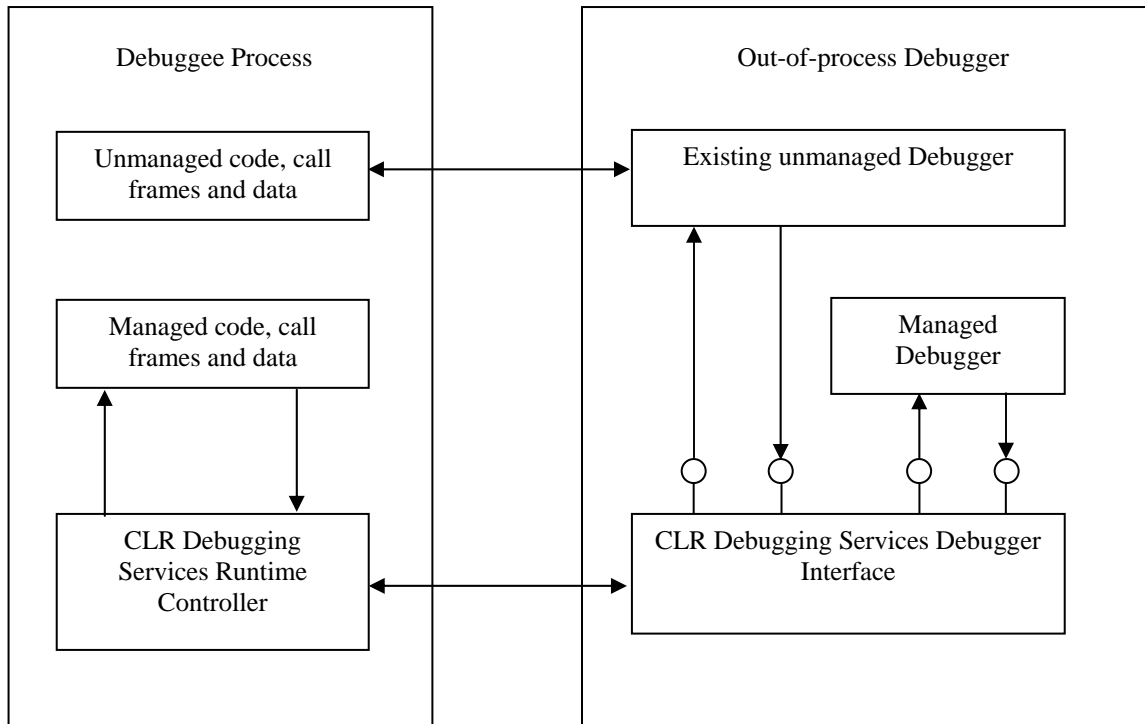 Debuggee Process
Out-of-process Debugger
Unmanaged code, call
frames and data
Existing unmanaged Debugger
Managed code, call
frames and data
Managed
Debugger
CLR Debugging
Services Runtime
Controller
CLR Debugging Services Debugger
Interface